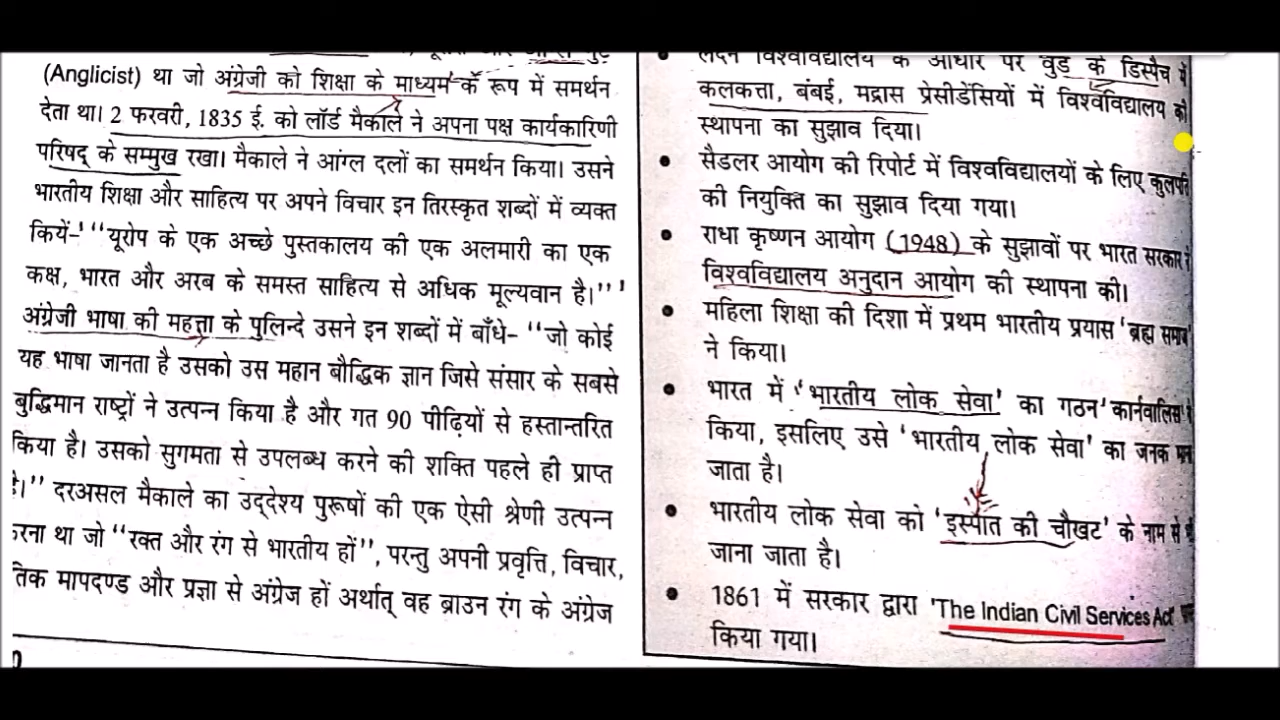 (Anglicist) था जो अंग्रेजी को शिक्षा के माध्यम के रूप में समर्थन
देता था। 2 फरवरी, 1835 ई. को लॉर्ड मैकाले ने अपना पक्ष कार्यकारिणी
परिषद् के सम्मुख रखा। मैकाले ने आंग्ल दलों का समर्थन किया। उसने
भारतीय शिक्षा और साहित्य पर अपने विचार इन तिरस्कृत शब्दों में व्यक्त
कियें- "यूरोप के एक अच्छे पुस्तकालय की एक अलमारी का एक
कक्ष, भारत और अरब के समस्त साहित्य से अधिक मूल्यवान है।"
अंग्रेजी भाषा की महत्ता के पुलिन्दे उसने इन शब्दों में बाँधे- "जो कोई
यह भाषा जानता है उसको उस महान बौद्धिक ज्ञान जिसे संसार के सबसे
बुद्धिमान राष्ट्रों ने उत्पन्न किया है और गत 90 पीढ़ियों से हस्तान्तरित
किया है। उसको सुगमता से उपलब्ध करने की शक्ति पहले ही प्राप्त
है।" दरअसल मैकाले का उद्देश्य पुरूषों की एक ऐसी श्रेणी उत्पन्न
करना था जो "रक्त और रंग से भारतीय हों", परन्तु अपनी प्रवृत्ति, विचार,
मापदण्ड और प्रज्ञा से अंग्रेज हों अर्थात् वह ब्राउन रंग के अंग्रेज
लंदन विश्वविद्यालय के आधार पर वुड के डिस्पैच में
कलकत्ता, बंबई, मद्रास प्रेसीडेंसियों में विश्वविद्यालय की
स्थापना का सुझाव दिया।
• सैडलर आयोग की रिपोर्ट में विश्वविद्यालयों के लिए कुलपति
की नियुक्ति का सुझाव दिया गया।
• राधा कृष्णन आयोग (1948) के सुझावों पर भारत सरकार ने
विश्वविद्यालय अनुदान आयोग की स्थापना की।
• महिला शिक्षा की दिशा में प्रथम भारतीय प्रयास 'ब्रह्म समाज'
ने किया।
• भारत में 'भारतीय लोक सेवा' का गठन 'कार्नवालिस'
किया, इसलिए उसे 'भारतीय लोक सेवा' का जनक
जाता है।
• भारतीय लोक सेवा को 'इस्पात की चौखट' के नाम से
जाना जाता है।
• 1861 में सरकार द्वारा 'The Indian Civil Services Act'
किया गया।